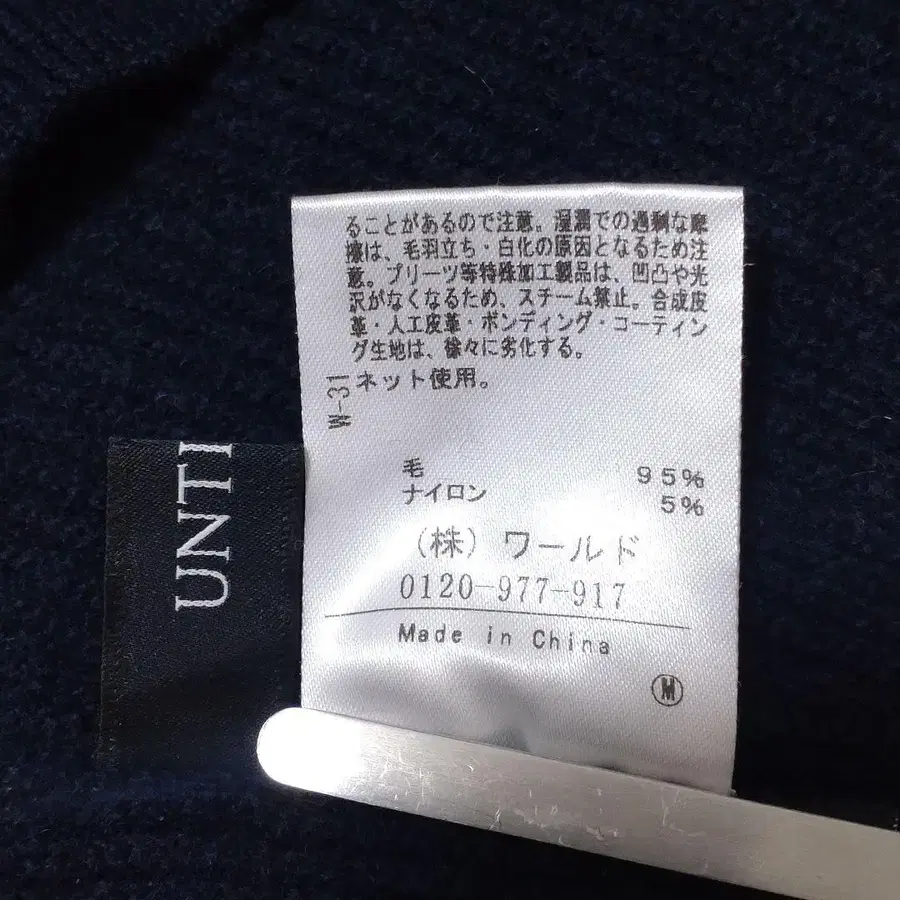 ることがあるので注意。湿潤での過剰な摩
擦は、毛羽立ち・白化の原因となるため注
意。プリーツ等特殊加工製品は、凹凸や光
沢がなくなるため、スチーム禁止。合成皮
革・人工皮革・ボンディング・コーティン
グ生地は、徐々に劣化する。
ネット使用。
W-31
毛 95%
ナイロン 5%
(株)ワールド
0120-977-917
Made in China
M
UNTI